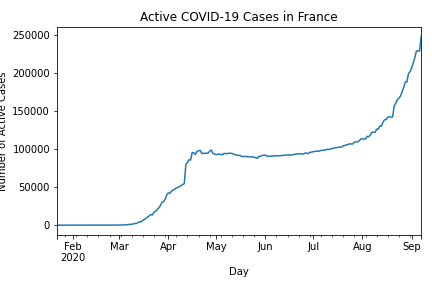 Active COVID-19 Cases in France
Number of Active Cases
250000
200000
150000
100000
50000
0
Feb Mar Apr May Jun Jul Aug Sep
2020
Day